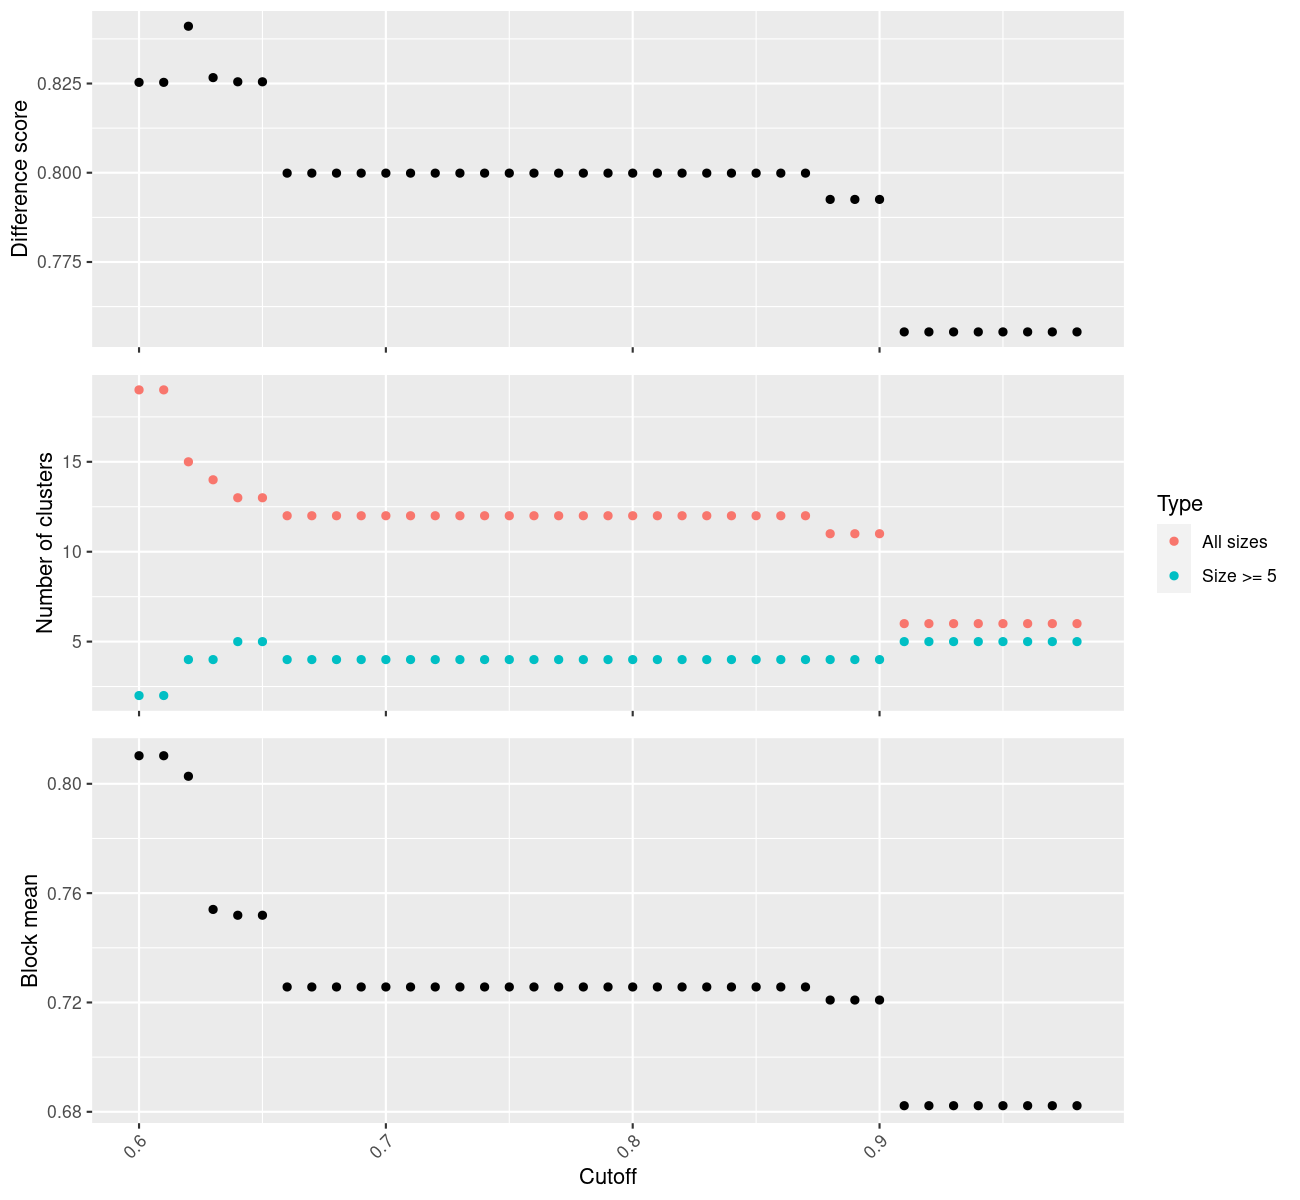 Difference score
0.825
0.800
0.775
Number of clusters
15
10
5
Type
All sizes
Size >= 5
Block mean
0.80
0.76
0.72
0.68
0.6
0.7
0.8
0.9
Cutoff